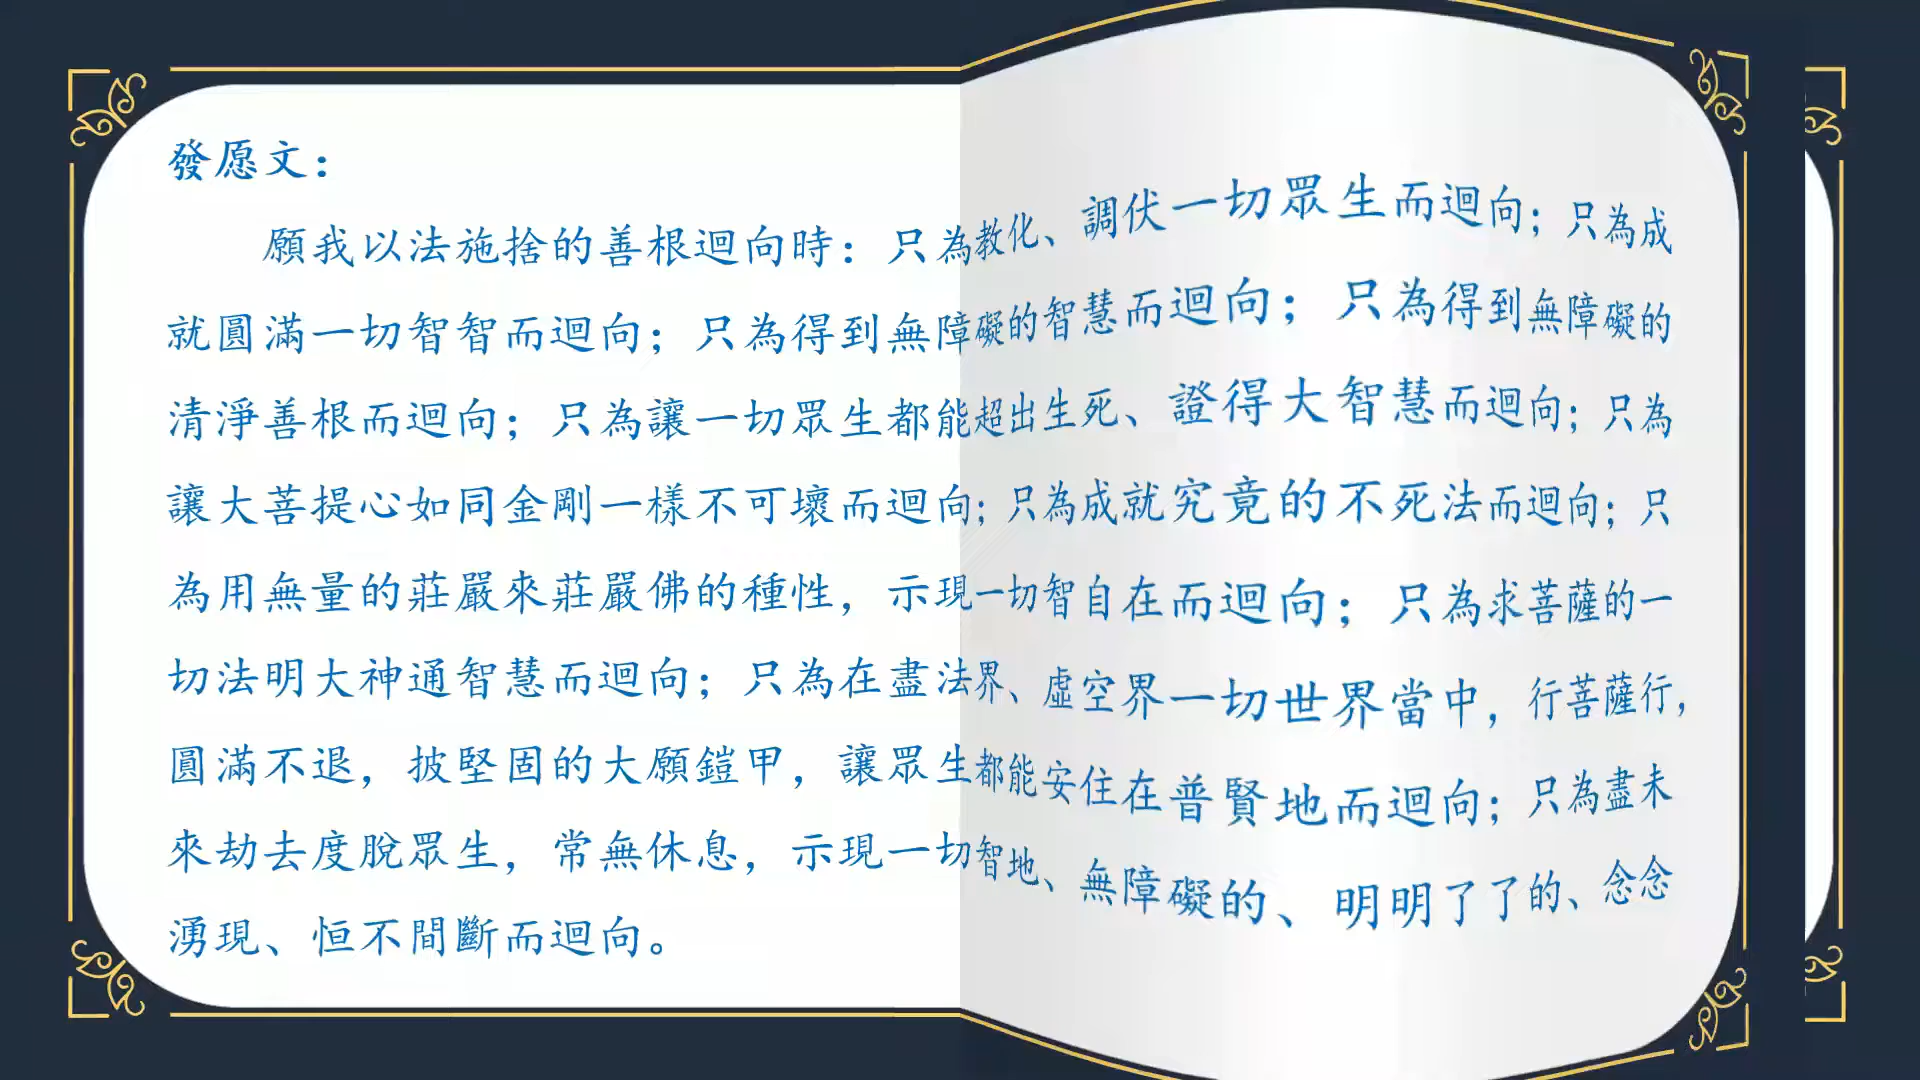 發愿文：
願我以法施捨的善根迴向時：只為教化、調伏一切眾生而迴向；只為成
就圓滿一切智智而迴向；只為得到無障礙的智慧而迴向；只為得到無障礙的
清淨善根而迴向；只為讓一切眾生都能超出生死、證得大智慧而迴向；只為
讓大菩提心如同金剛一樣不可壞而迴向；只為成就究竟的不死法而迴向；只
為用無量的莊嚴來莊嚴佛的種性，示現一切智自在而迴向；只為求菩薩的一
切法明大神通智慧而迴向；只為在盡法界、虛空界一切世界當中，行菩薩行，
圓滿不退，披堅固的大願鎧甲，讓眾生都能安住在普賢地而迴向；只為盡未
來劫去度脫眾生，常無休息，示現一切智地、無障礙的、明明了了的、念念
湧現、恒不間斷而迴向。